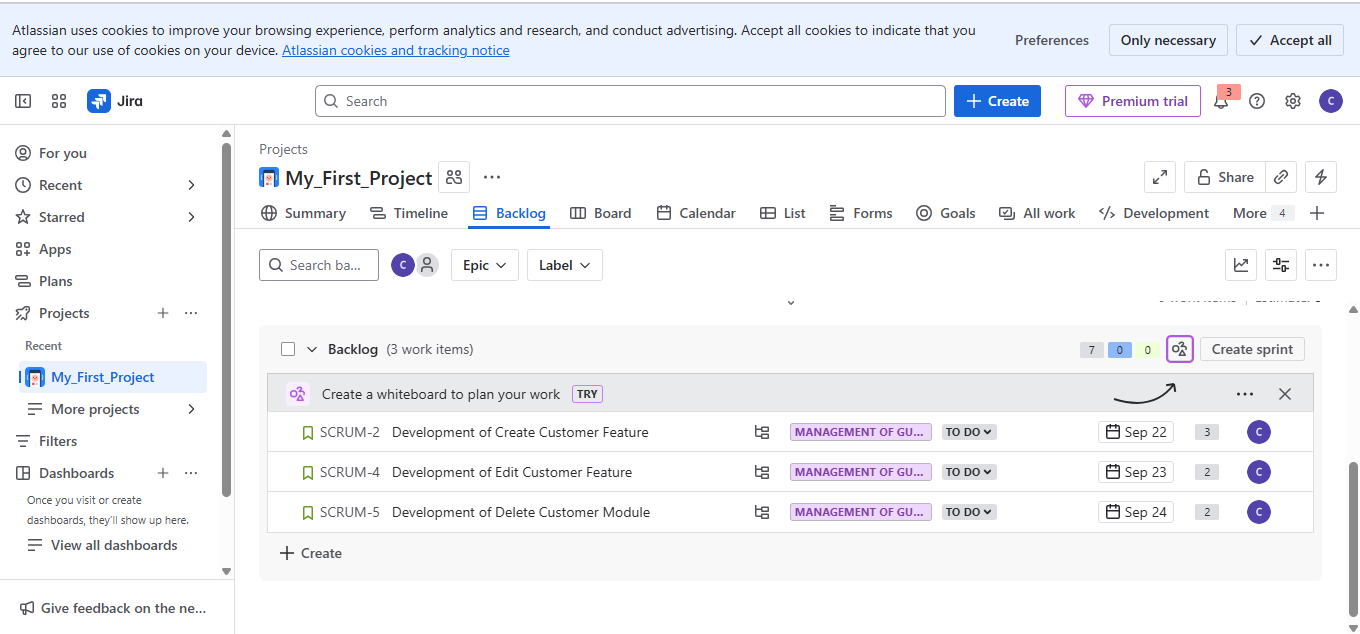 Atlassian uses cookies to improve your browsing experience, perform analytics and research, and conduct advertising. Accept all cookies to indicate that you
agree to our use of cookies on your device. Atlassian cookies and tracking notice
Preferences
Only necessary
Accept all
Jira
Search
Create
Premium trial
3
C
For you
Recent
Starred
Apps
Plans
Projects
Recent
My_First_Project
More projects
Filters
Dashboards
Once you visit or create
dashboards, they'll show up here.
View all dashboards
Give feedback on the ne...
Projects
My_First_Project
Share
Summary
Timeline
Backlog
Board
Calendar
List
Forms
Goals
All work
Development
More 4
Search ba...
C
Epic
Label
Backlog (3 work items)
7 0 0
Create sprint
Create a whiteboard to plan your work TRY
SCRUM-2 Development of Create Customer Feature MANAGEMENT OF GU... TO DO Sep 22 3 C
SCRUM-4 Development of Edit Customer Feature MANAGEMENT OF GU... TO DO Sep 23 2 C
SCRUM-5 Development of Delete Customer Module MANAGEMENT OF GU... TO DO Sep 24 2 C
Create